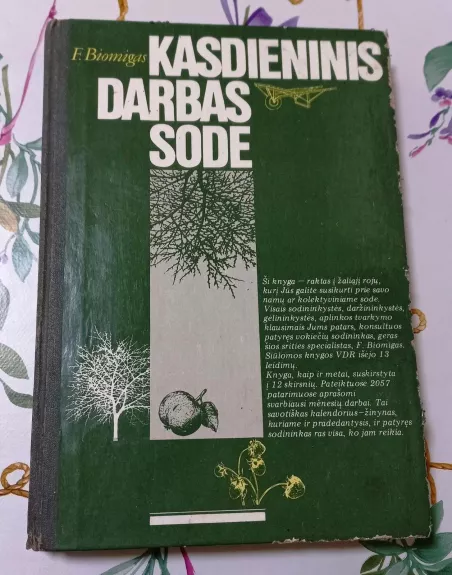 F. Biomigas
KASDIENINIS
DARBAS
SODE
Ši knyga — raktas į žaliąjį rojų,
kurį Jūs galite susikurti prie savo
namų ar kolektyviniame sode.
Visais sodininkystės, daržininkystės,
gėlininkystės, aplinkos tvarkymo
klausimais Jums patars, konsultuos
patyręs vokiečių sodininkas, geras
šios srities specialistas, F. Biomigas.
Siūlomos knygos VDR išėjo 13
leidimų.
Knyga, kaip ir metai, suskirstyta
į 12 skirsnių. Pateiktuose 2057
patarimuose aprašomi
svarbiausi mėnesių darbai. Tai
savotiškas kalendorius-žinynas,
kuriame ir pradedantysis, ir patyręs
sodininkas ras visa, ko jam reikia.